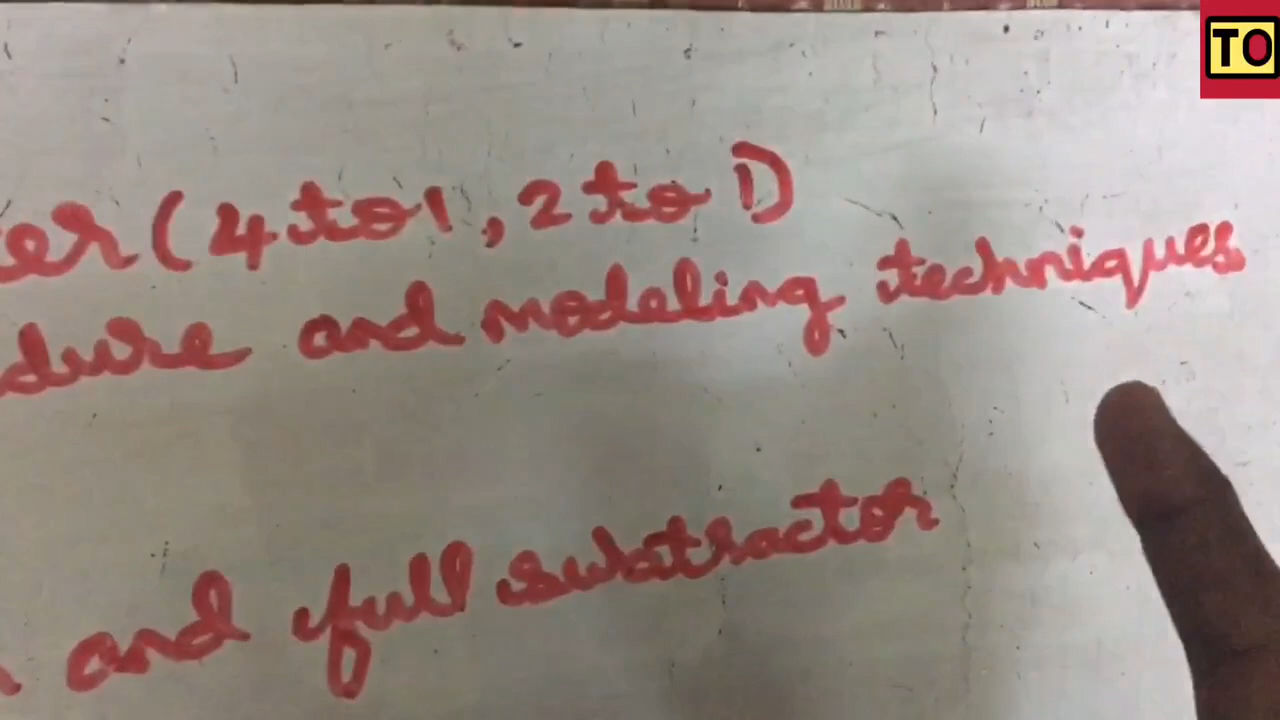 TO
er (4 to 1, 2 to 1)
dure and modeling techniques
and full subtractor